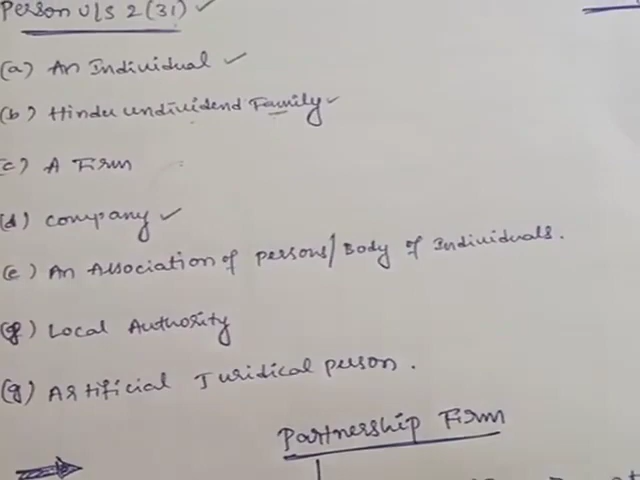 Person U/S 2(31)
(a) An Individual
(b) Hindu undividend Family
(c) A Firm
(d) company
(e) An Association of persons/Body of Individuals.
(f) Local Authority
(g) Artificial Juridical person.
Partnership Firm